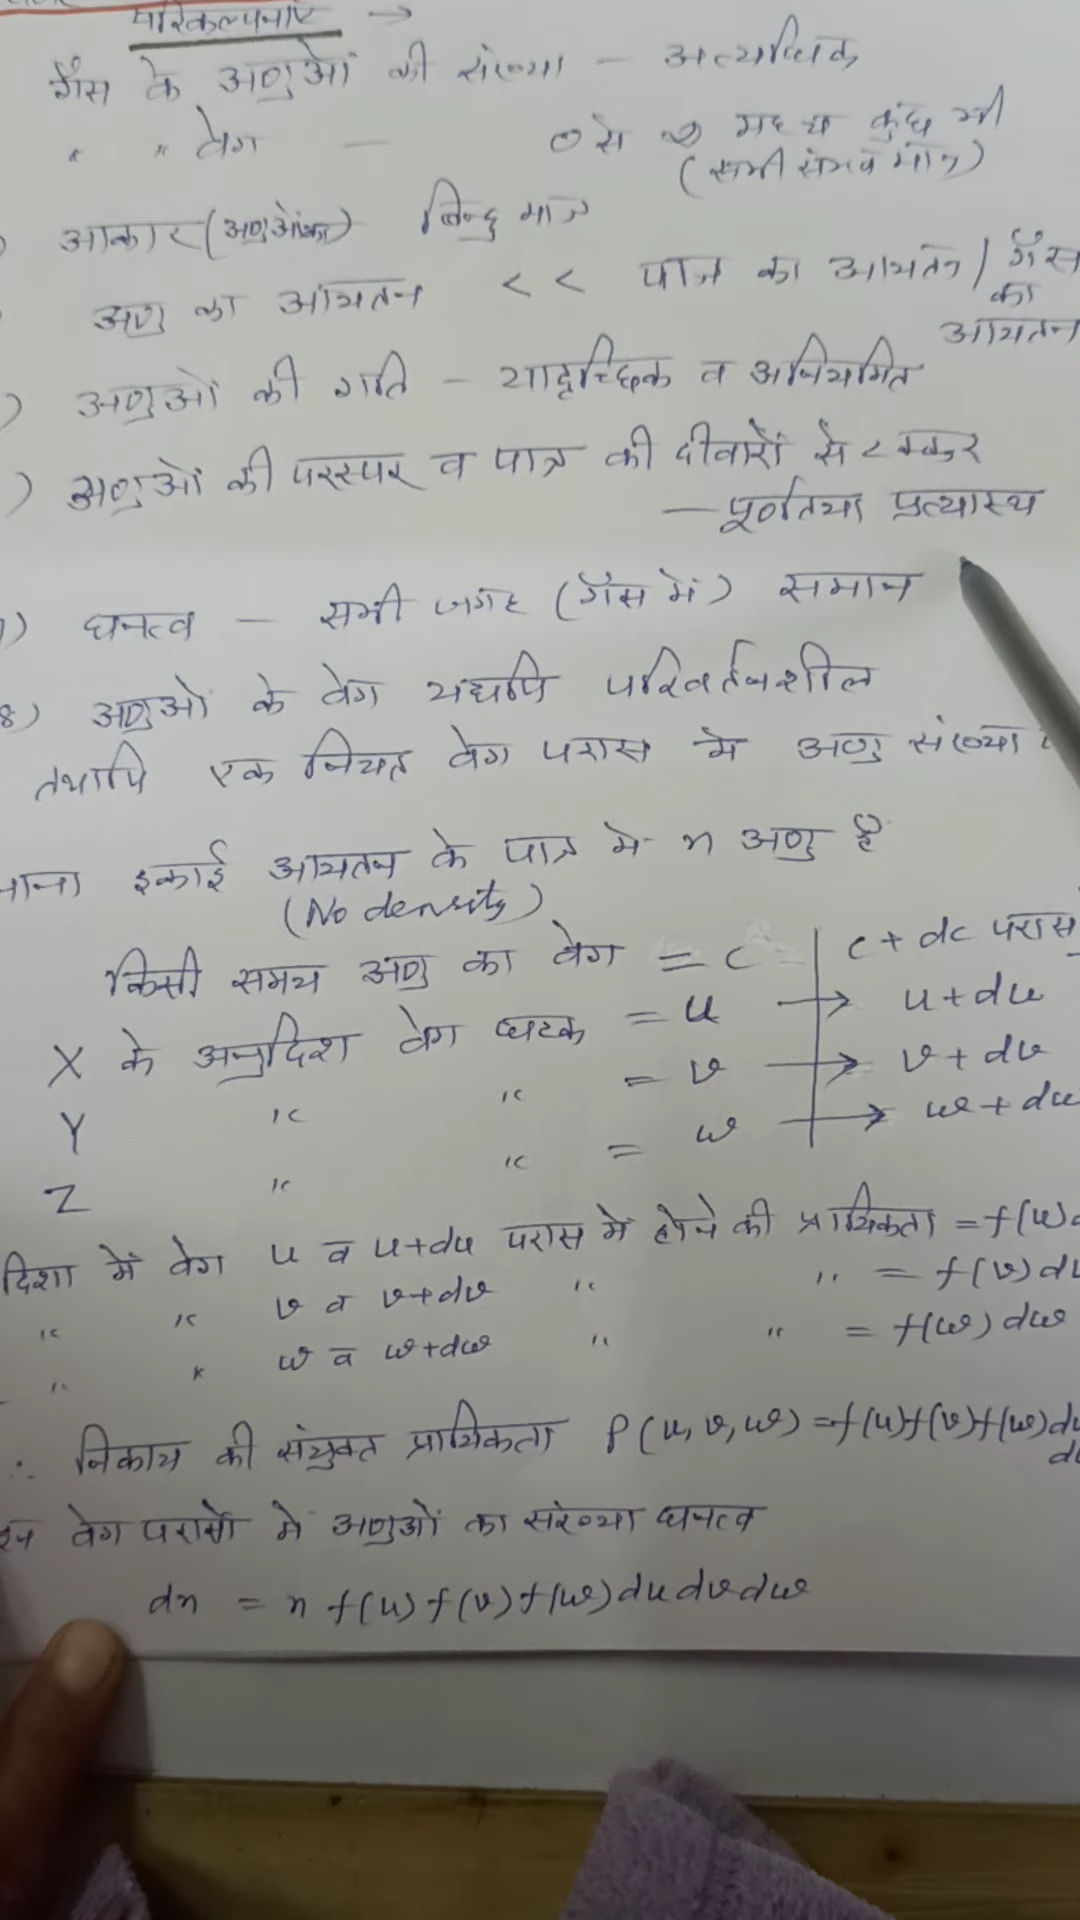 परिकल्पनाएं →
गैस के अणुओं की संख्या – अत्यधिक
" " वेग – 0 से ∞ मध्य कुछ भी
(सभी संभव मान)
आकार (अणुओं का) बिन्दु मात्र
अणु का आयतन << पात्र का आयतन / गैस का आयतन
अणुओं की गति – यादृच्छिक व अनियमित
) अणुओं की परस्पर व पात्र की दीवारों से टक्कर
— पूर्णतया प्रत्यास्थ
) घनत्व – सभी जगह (गैस में) समान
8) अणुओं के वेग यद्यपि परिवर्तनशील
तथापि एक नियत वेग परास में अणु संख्या
माना इकाई आयतन के पात्र में n अणु है
(No density)
किसी समय अणु का वेग = c | c + dc परास
X के अनुदिश वेग घटक = u → u + du
Y " " = v → v + dv
Z " " = w → w + dw
दिशा में वेग u व u+du परास में होने की प्रायिकता = f(u)
" " v व v+dv " " = f(v) dv
" " w व w+dw " " = f(w) dw
∴ निकाय की संयुक्त प्रायिकता P(u, v, w) = f(u) f(v) f(w) du
इन वेग परासों में अणुओं का संख्या घनत्व
dn = n f(u) f(v) f(w) du dv dw